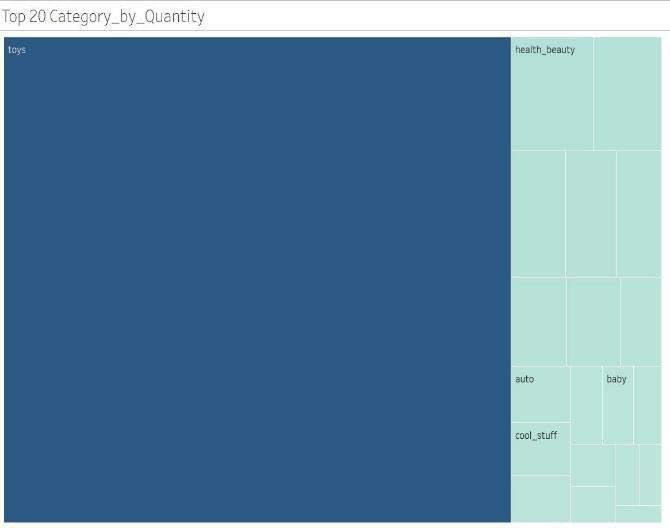 Top 20 Category_by_Quantity
toys
health_beauty
auto
baby
cool_stuff